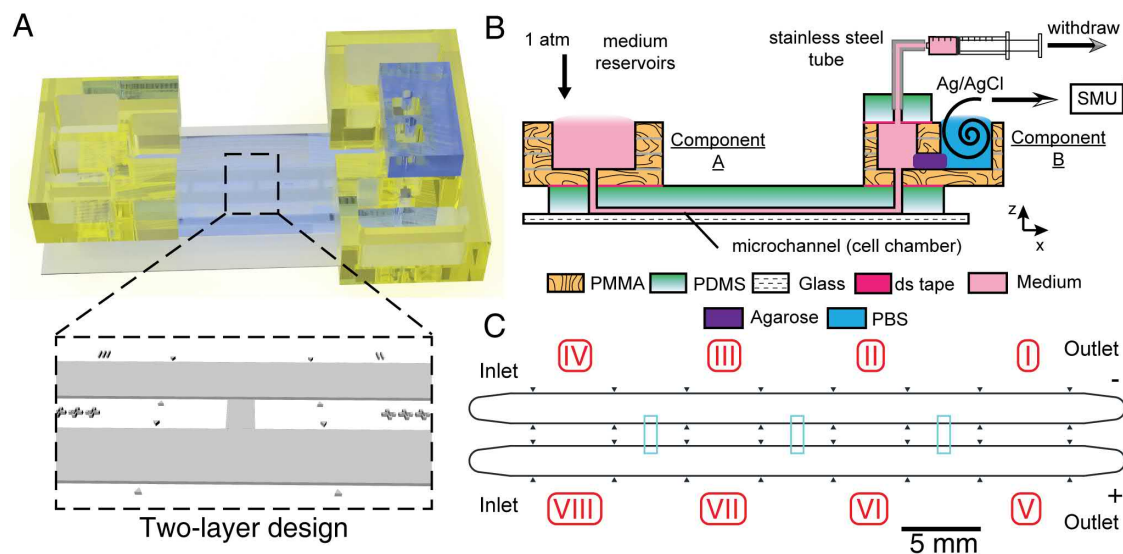 A
Two-layer design
B
1 atm
medium
reservoirs
stainless steel
tube
withdraw
Ag/AgCl
SMU
Component
A
Component
B
microchannel (cell chamber)
z
x
PMMA
PDMS
Glass
ds tape
Medium
Agarose
PBS
C
Inlet
IV
III
II
I
Outlet
-
Inlet
VIII
VII
VI
V
+
Outlet
5 mm